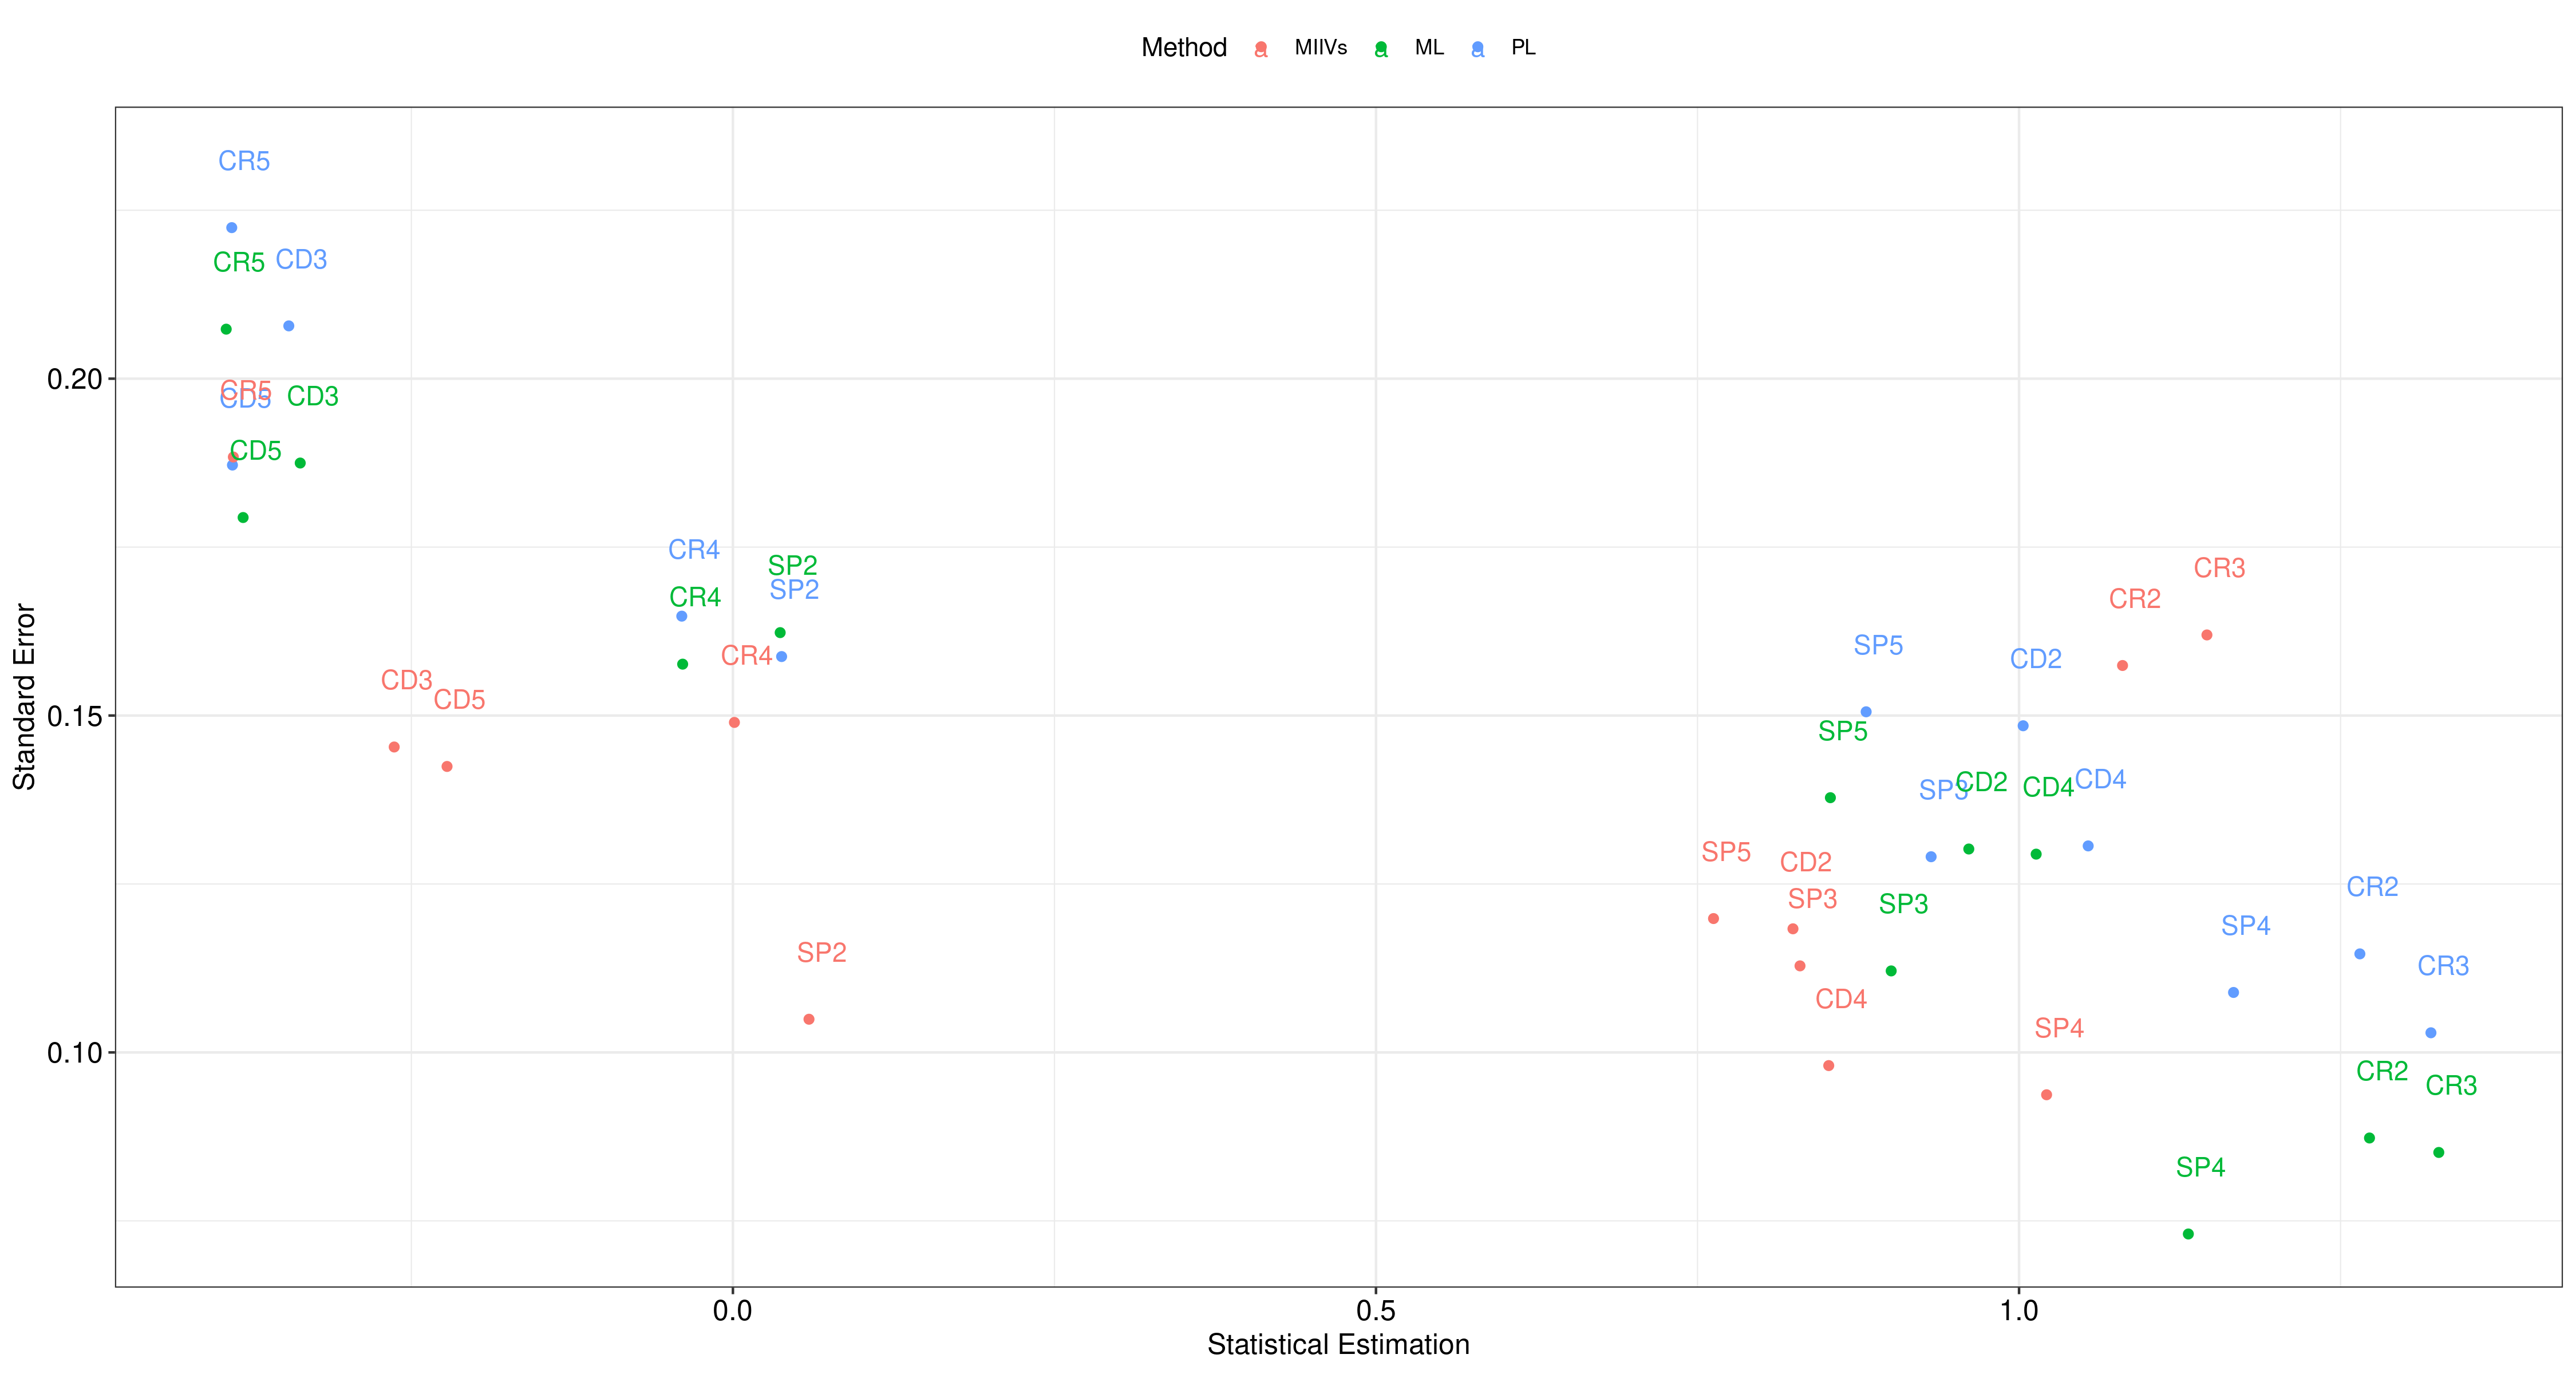 Method a MIIVs a ML a PL
CR5
CR5 CD3
0.20
CR5
CD5 CD3
CD5
CR4
SP2
CR3
SP2
CR4
CR2
SP5
CR4
CD2
CD3
CD5
0.15
SP5
CD4
CD2
CD4
SP3
SP5
CD2
CR2
SP3
SP3
SP4
SP2
CR3
CD4
SP4
0.10
CR2
CR3
SP4
Standard Error
0.0 0.5 1.0
Statistical Estimation